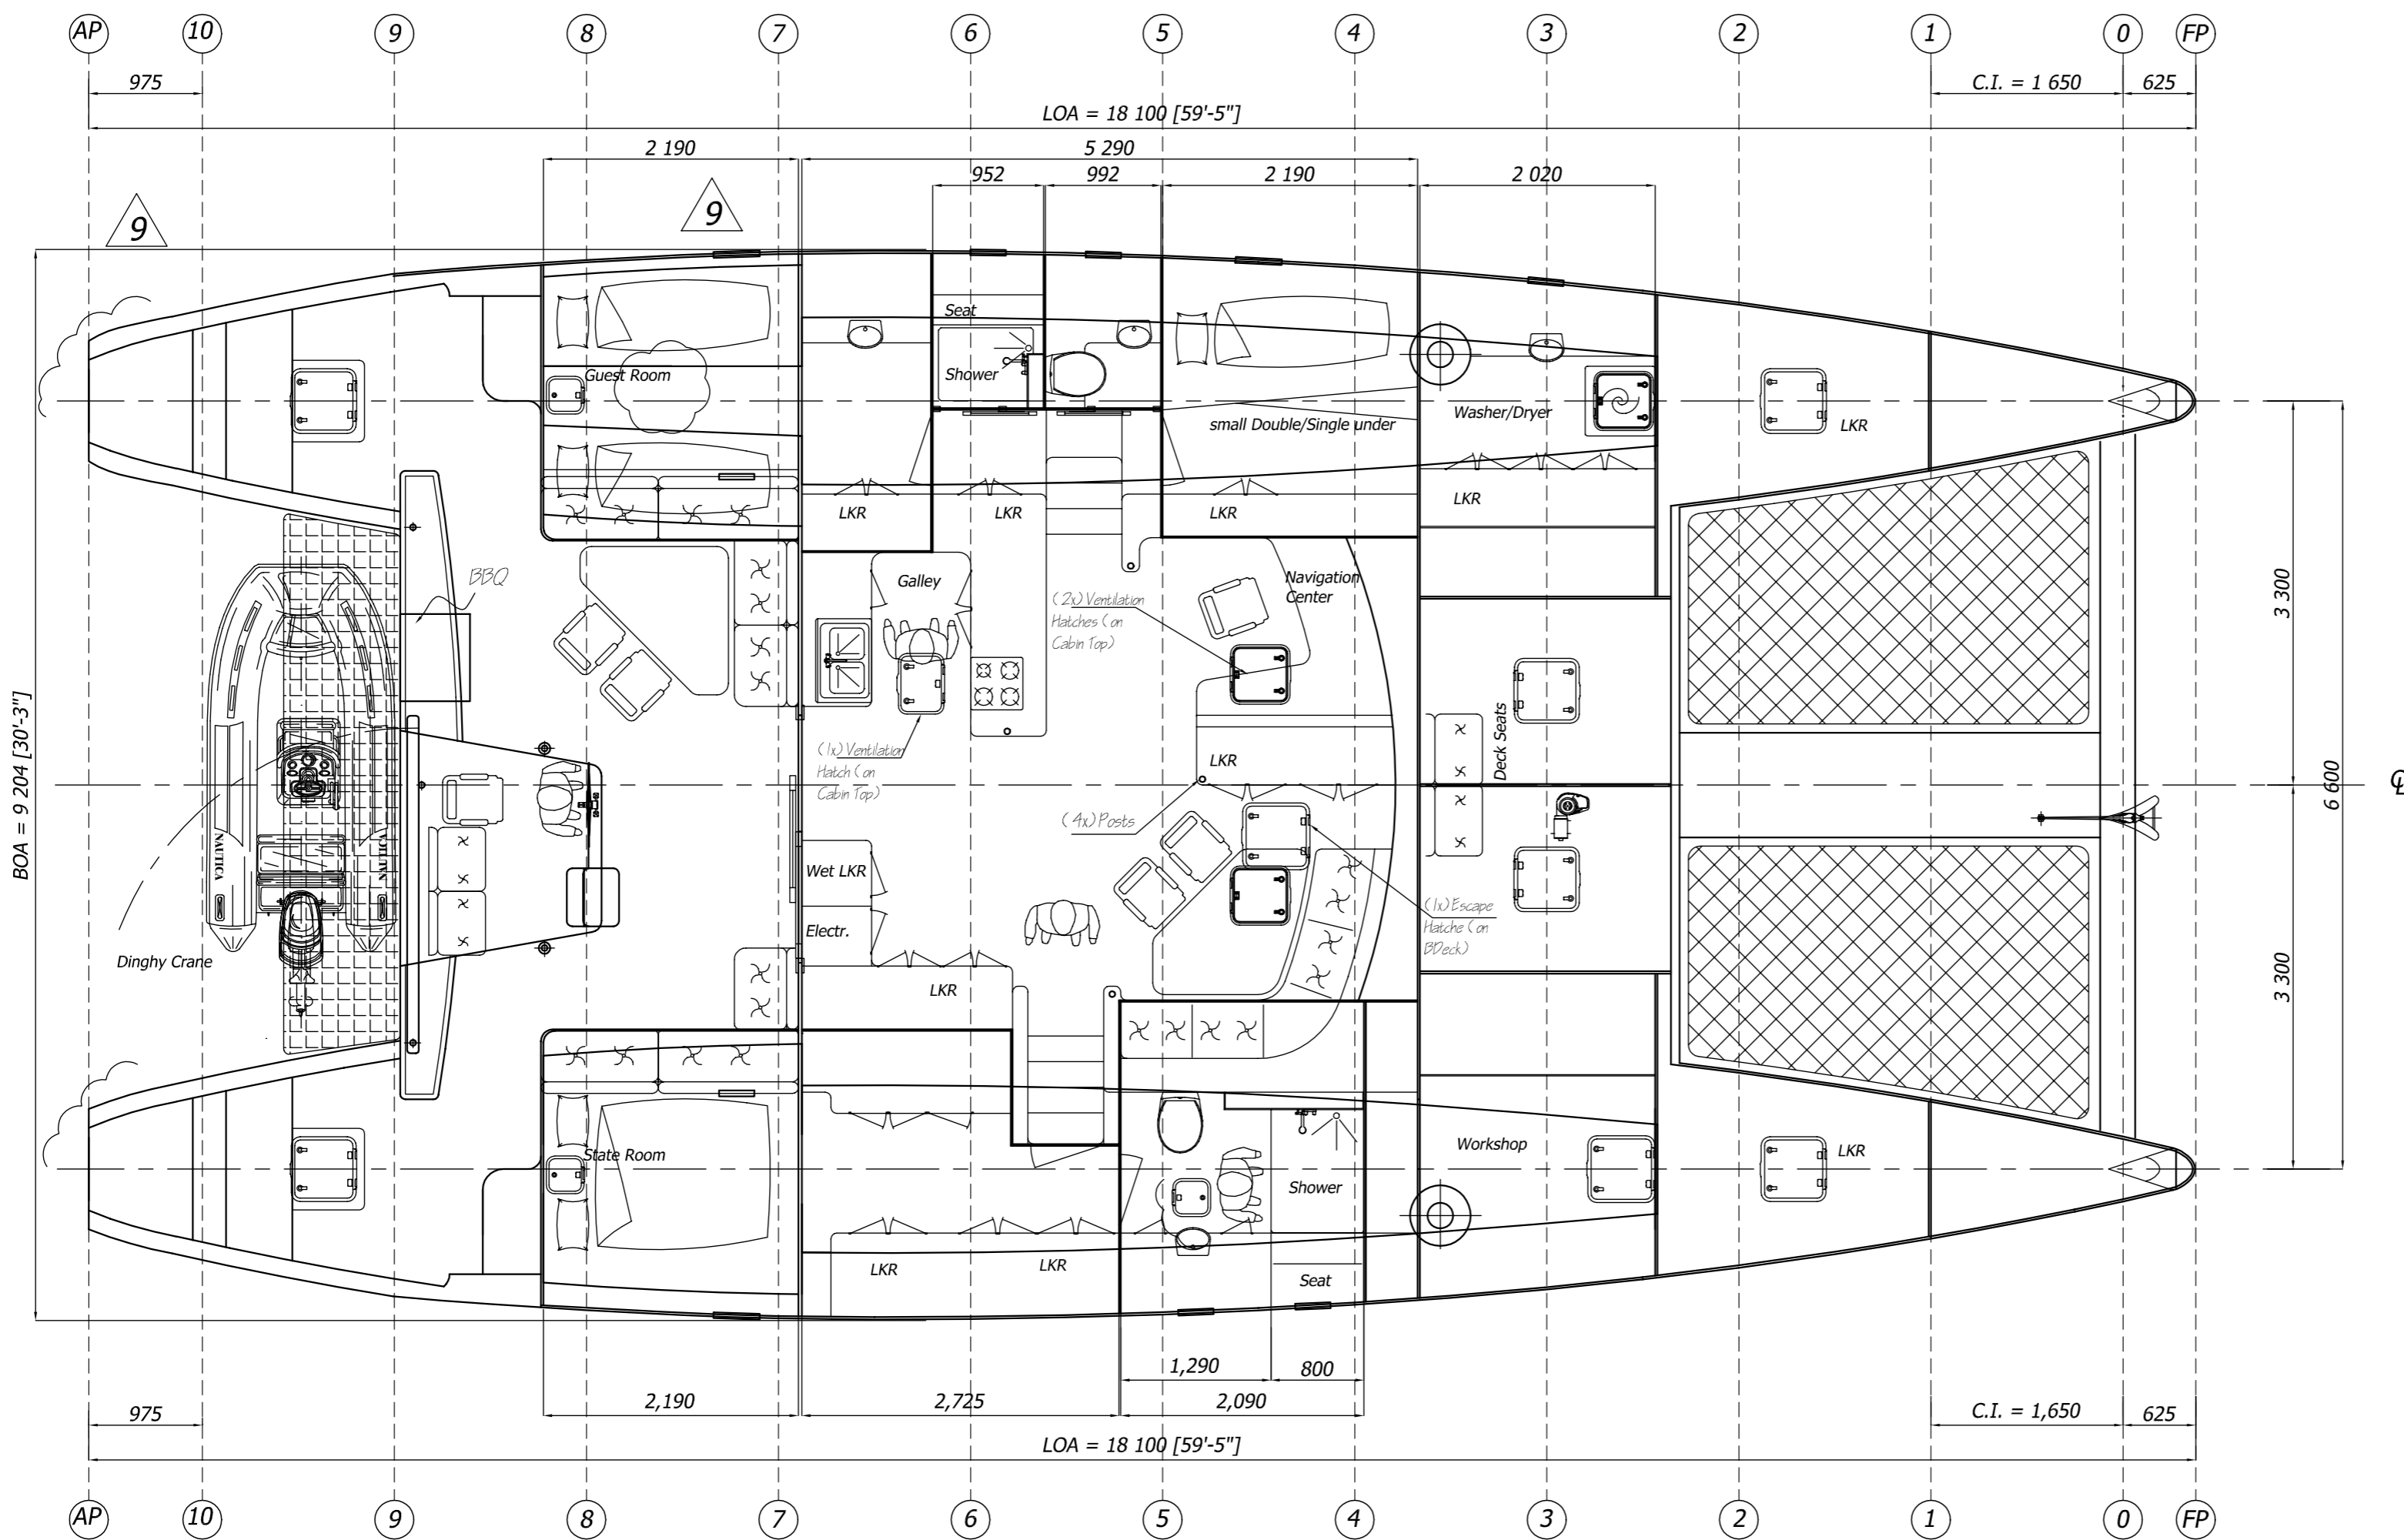 AP 10 9 8 7 6 5 4 3 2 1 0 FP
975 C.I. = 1 650 625
LOA = 18 100 [59'-5"]
2 190 5 290
952 992 2 190 2 020
9 9
Seat
Guest Room Shower
Washer/Dryer
small Double/Single under LKR
LKR LKR LKR LKR
BBQ
Galley
Navigation
Center
(2x) Ventilation
Hatches (on
Cabin Top)
3 300
BOA = 9 204 [30'-3"]
(1x) Ventilation
Hatch (on
Cabin Top)
LKR
Deck Seats
6 600
CL
(4x) Posts
NAUTICA NAUTICA
Wet LKR
Electr.
(1x) Escape
Hatche (on
BDeck)
Dinghy Crane
LKR
3 300
State Room
Workshop LKR
Shower
LKR LKR Seat
1,290 800
2,190 2,725 2,090
975 C.I. = 1,650 625
LOA = 18 100 [59'-5"]
AP 10 9 8 7 6 5 4 3 2 1 0 FP